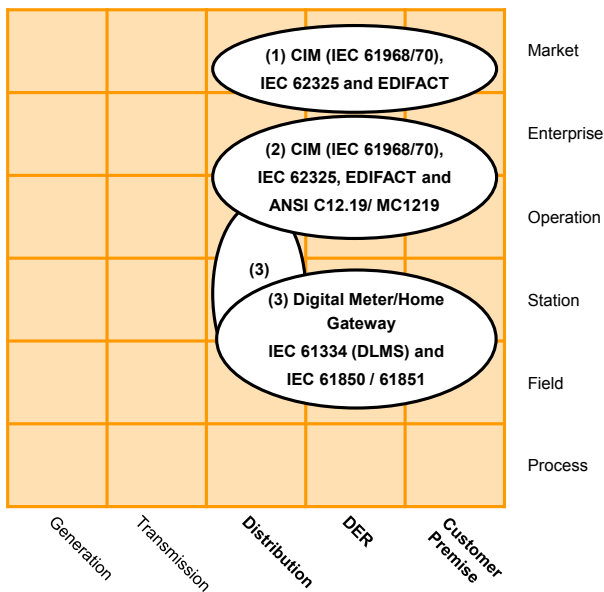 (1) CIM (IEC 61968/70),
IEC 62325 and EDIFACT
Market
Enterprise
(2) CIM (IEC 61968/70),
IEC 62325, EDIFACT and
ANSI C12.19/ MC1219
Operation
(3)
Station
(3) Digital Meter/Home
Gateway
IEC 61334 (DLMS) and
IEC 61850 / 61851
Field
Process
Generation
Transmission
Distribution
DER
Customer
Premise